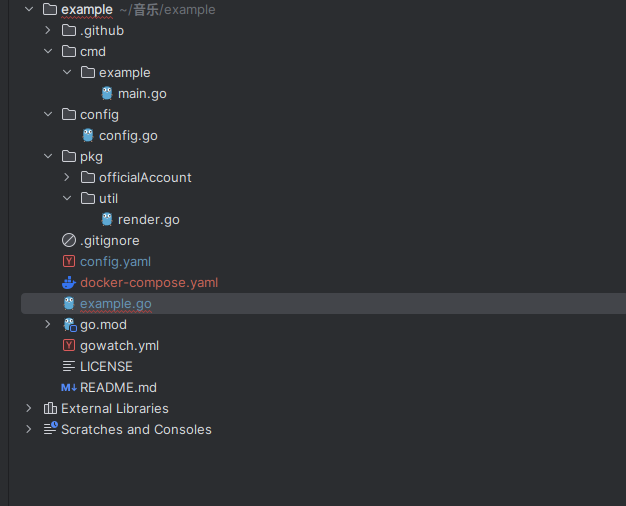 example ~/音乐/example
.github
cmd
example
main.go
config
config.go
pkg
officialAccount
util
render.go
.gitignore
Y config.yaml
docker-compose.yaml
example.go
go.mod
Y gowatch.yml
LICENSE
M↓ README.md
External Libraries
Scratches and Consoles